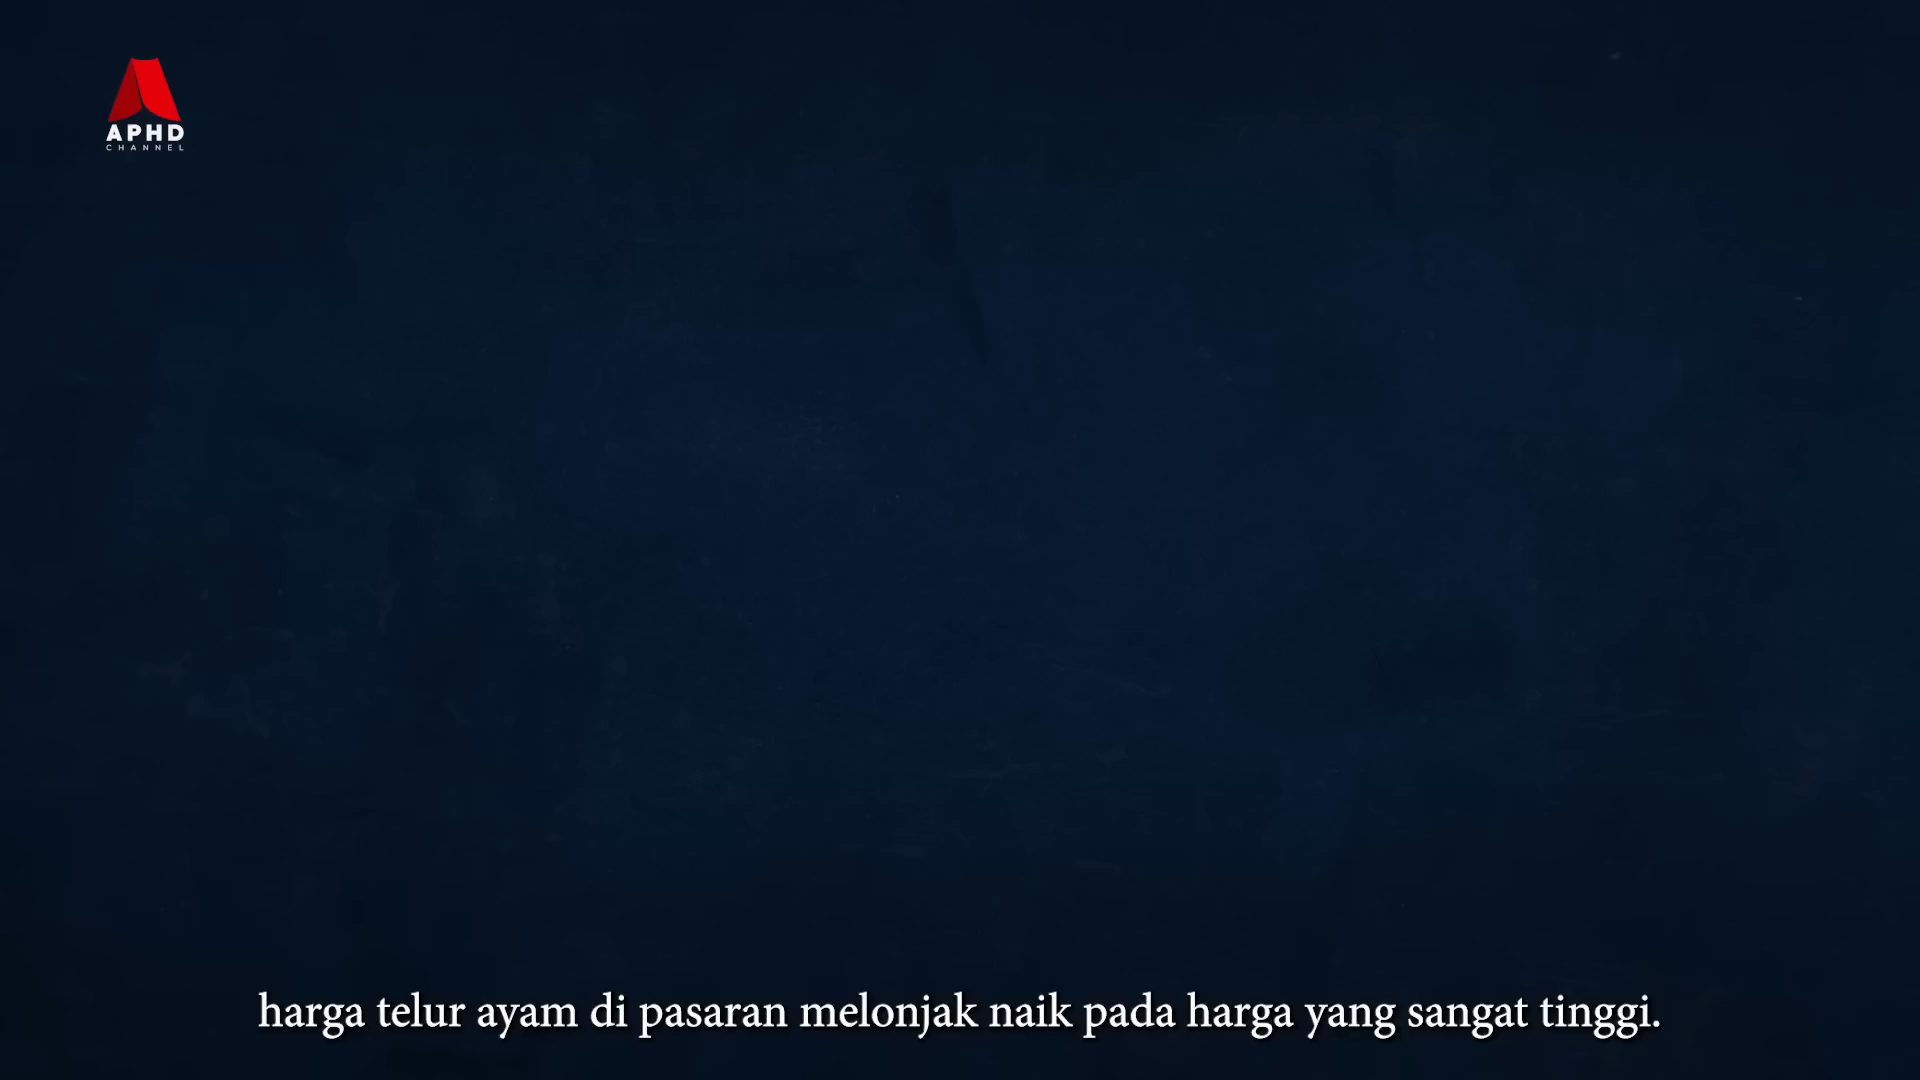 APHD
CHANNEL
harga telur ayam di pasaran melonjak naik pada harga yang sangat tinggi.